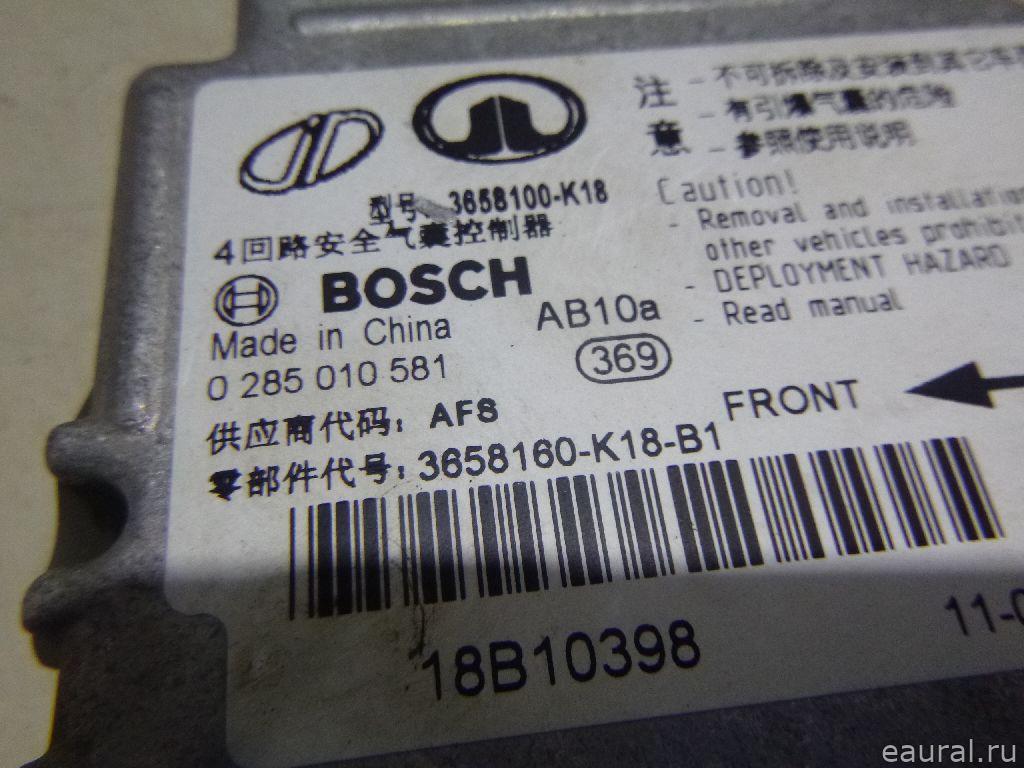 注 - 不可拆除及安装到其它车
意 - 有引爆气囊的危险
- 参照使用说明
型号 3658100-K18
4回路安全气囊控制器
BOSCH
Made in China
0 285 010 581
AB10a
369
Caution!
- Removal and installation
other vehicles prohibit
- DEPLOYMENT HAZARD
- Read manual
FRONT
供应商代码: AFS
零部件代号: 3658160-K18-B1
18B10398
11-0
eaural.ru